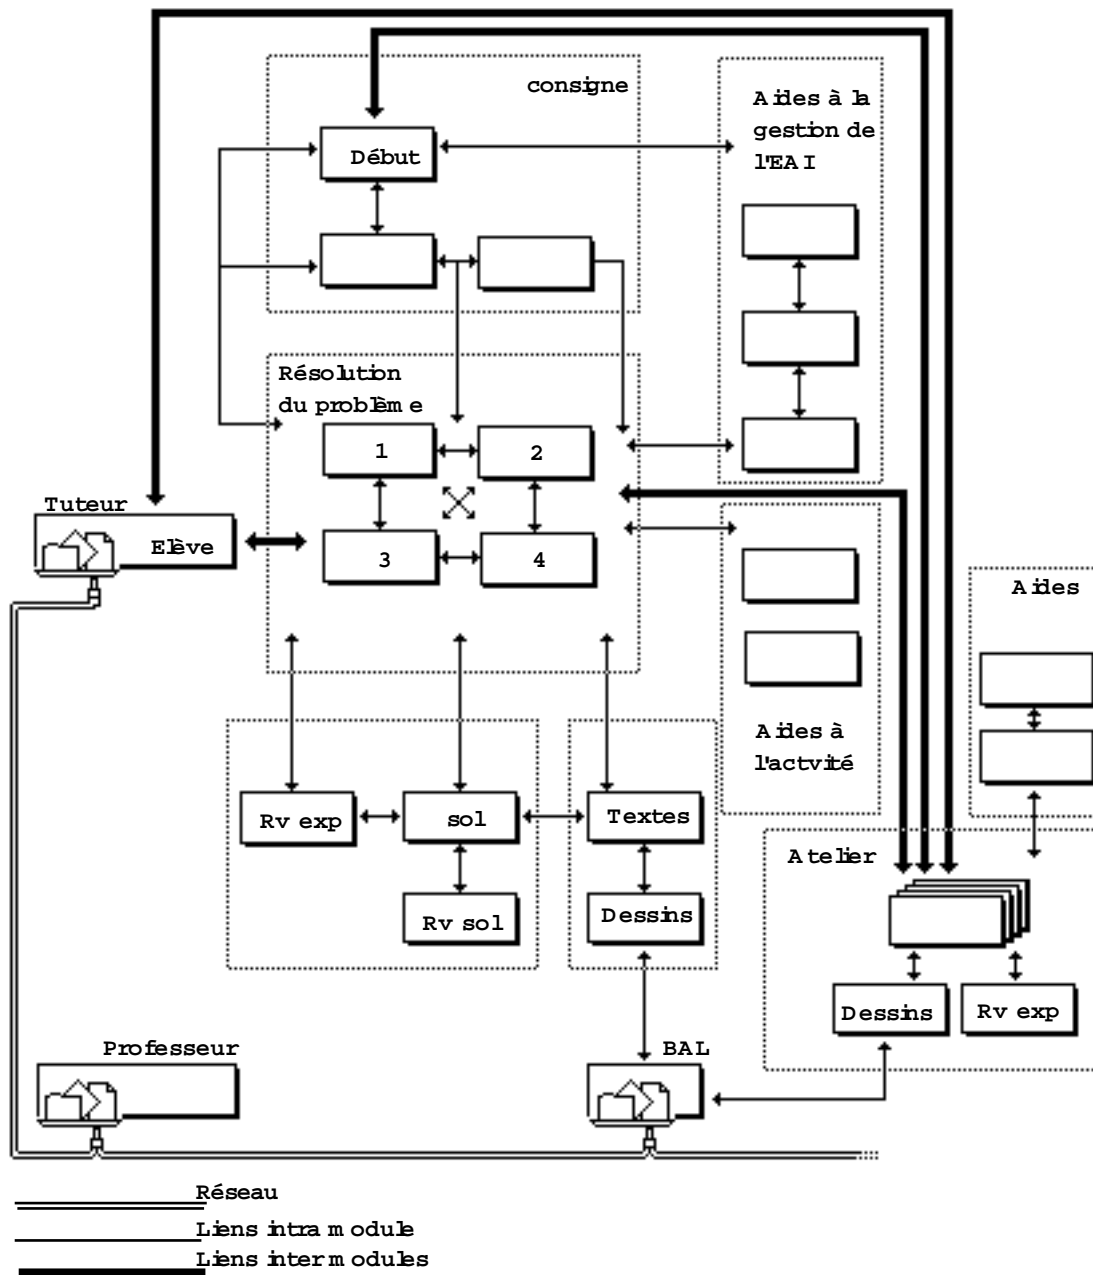 consigne
Aides à la
gestion de
l'EAI
Début
Résolution
du problème
1
2
3
4
Tuteur
Elève
Aides
Aides à
l'actvité
Rv exp
sol
Textes
Rv sol
Dessins
Atelier
Dessins
Rv exp
Professeur
BAL
Réseau
Liens intra module
Liens inter modules